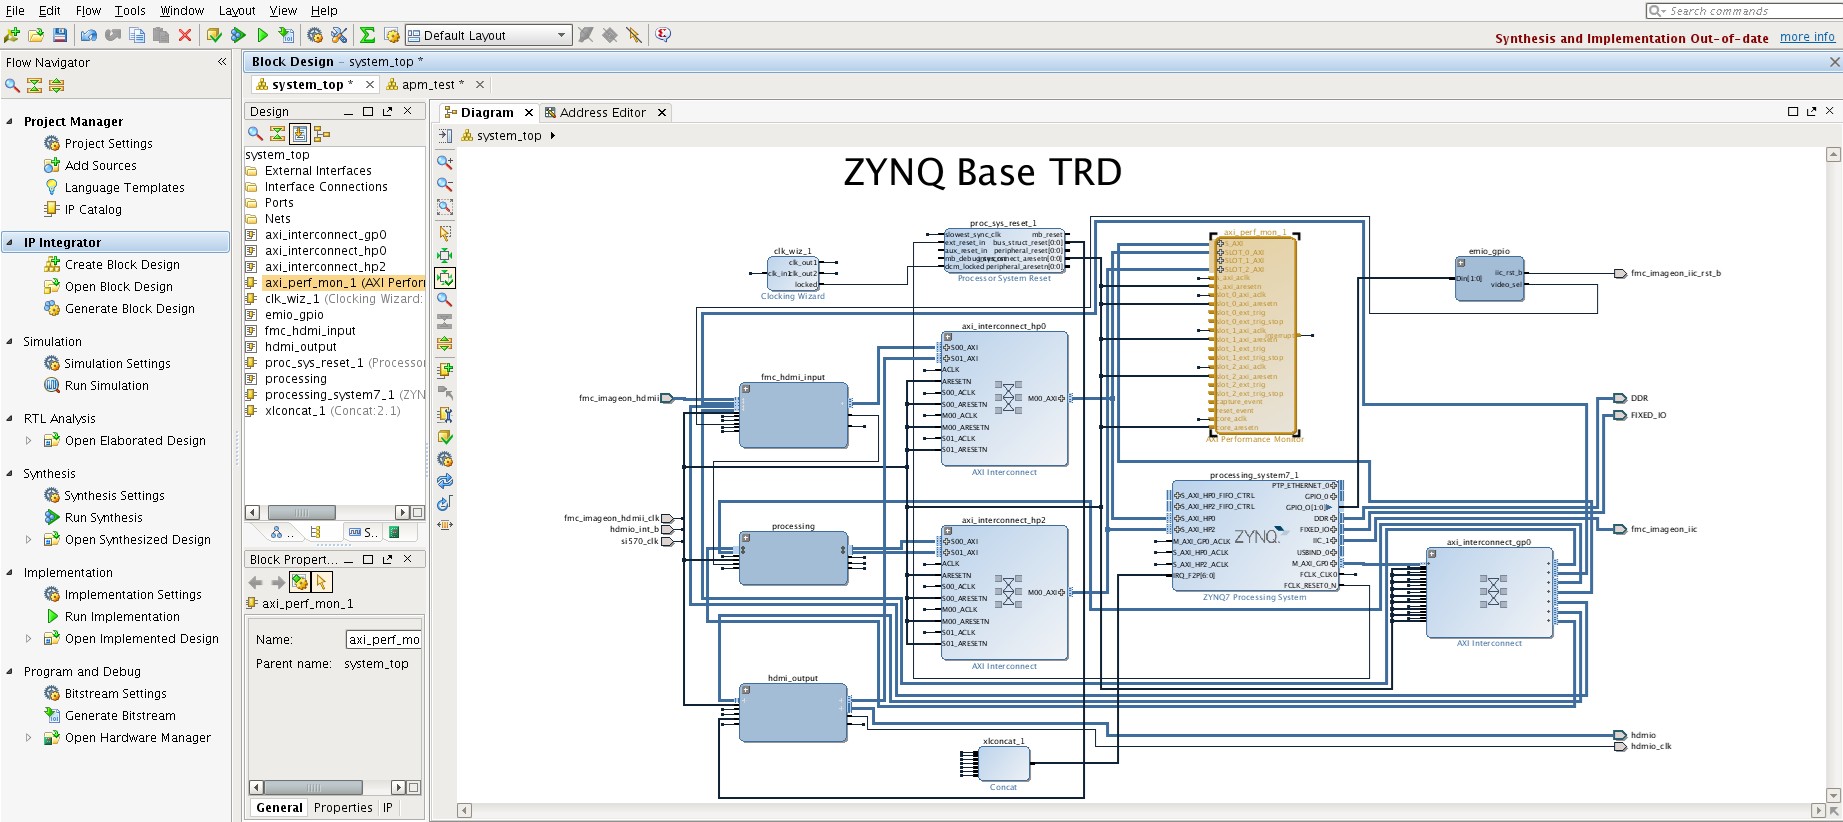 File Edit Flow Tools Window Layout View Help
Search commands
Default Layout
Synthesis and Implementation Out-of-date more info
Flow Navigator
Project Manager
Project Settings
Add Sources
Language Templates
IP Catalog
IP Integrator
Create Block Design
Open Block Design
Generate Block Design
Simulation
Simulation Settings
Run Simulation
RTL Analysis
Open Elaborated Design
Synthesis
Synthesis Settings
Run Synthesis
Open Synthesized Design
Implementation
Implementation Settings
Run Implementation
Open Implemented Design
Program and Debug
Bitstream Settings
Generate Bitstream
Open Hardware Manager
Block Design - system_top *
system_top * apm_test *
Design
system_top
External Interfaces
Interface Connections
Ports
Nets
axi_interconnect_gp0
axi_interconnect_hp0
axi_interconnect_hp2
axi_perf_mon_1 (AXI Perfor
clk_wiz_1 (Clocking Wizard:
emio_gpio
fmc_hdmi_input
hdmi_output
proc_sys_reset_1 (Processo
processing
processing_system7_1 (ZYN
xlconcat_1 (Concat:2.1)
S..
Block Propert...
axi_perf_mon_1
Name: axi_perf_mo
Parent name: system_top
General Properties IP
Diagram Address Editor
system_top
ZYNQ Base TRD
fmc_imageon_hdmii
fmc_imageon_hdmii_clk
hdmio_int_b
si570_clk
clk_wiz_1
clk_out1
clk_in1 clk_out2
locked
Clocking Wizard
proc_sys_reset_1
slowest_sync_clk mb_reset
ext_reset_in bus_struct_reset[0:0]
aux_reset_in peripheral_reset[0:0]
dcm_locked peripheral_aresetn[0:0]
Processor System Reset
fmc_hdmi_input
processing
hdmi_output
axi_interconnect_hp0
S00_AXI
S01_AXI
ACLK
ARESETN
S00_ACLK
S00_ARESETN
M00_ACLK
M00_ARESETN
S01_ACLK
S01_ARESETN
M00_AXI
AXI Interconnect
axi_interconnect_hp2
S00_AXI
S01_AXI
ACLK
ARESETN
S00_ACLK
S00_ARESETN
M00_ACLK
M00_ARESETN
S01_ACLK
S01_ARESETN
M00_AXI
AXI Interconnect
xlconcat_1
Concat
axi_perf_mon_1
S_AXI
SLOT_0_AXI
SLOT_1_AXI
SLOT_2_AXI
s_axi_aclk
s_axi_aresetn
slot_0_axi_aclk
slot_0_axi_aresetn
slot_0_ext_trig
slot_0_ext_trig_stop
slot_1_axi_aclk
slot_1_axi_aresetn
slot_1_ext_trig
slot_1_ext_trig_stop
slot_2_axi_aclk
slot_2_axi_aresetn
slot_2_ext_trig
slot_2_ext_trig_stop
capture_event
reset_event
core_aclk
core_aresetn
AXI Performance Monitor
processing_system7_1
S_AXI_HP0_FIFO_CTRL
S_AXI_HP2_FIFO_CTRL
S_AXI_HP0
S_AXI_HP2
M_AXI_GP0_ACLK
S_AXI_HP0_ACLK
S_AXI_HP2_ACLK
IRQ_F2P[6:0]
ZYNQ
PTP_ETHERNET_0
GPIO_0
GPIO_O[1:0]
DDR
FIXED_IO
IIC_1
USBIND_0
M_AXI_GP0
FCLK_CLK0
FCLK_RESET0_N
ZYNQ7 Processing System
emio_gpio
Din[1:0]
iic_rst_b
video_sel
axi_interconnect_gp0
AXI Interconnect
fmc_imageon_iic_rst_b
DDR
FIXED_IO
fmc_imageon_iic
hdmio
hdmio_clk